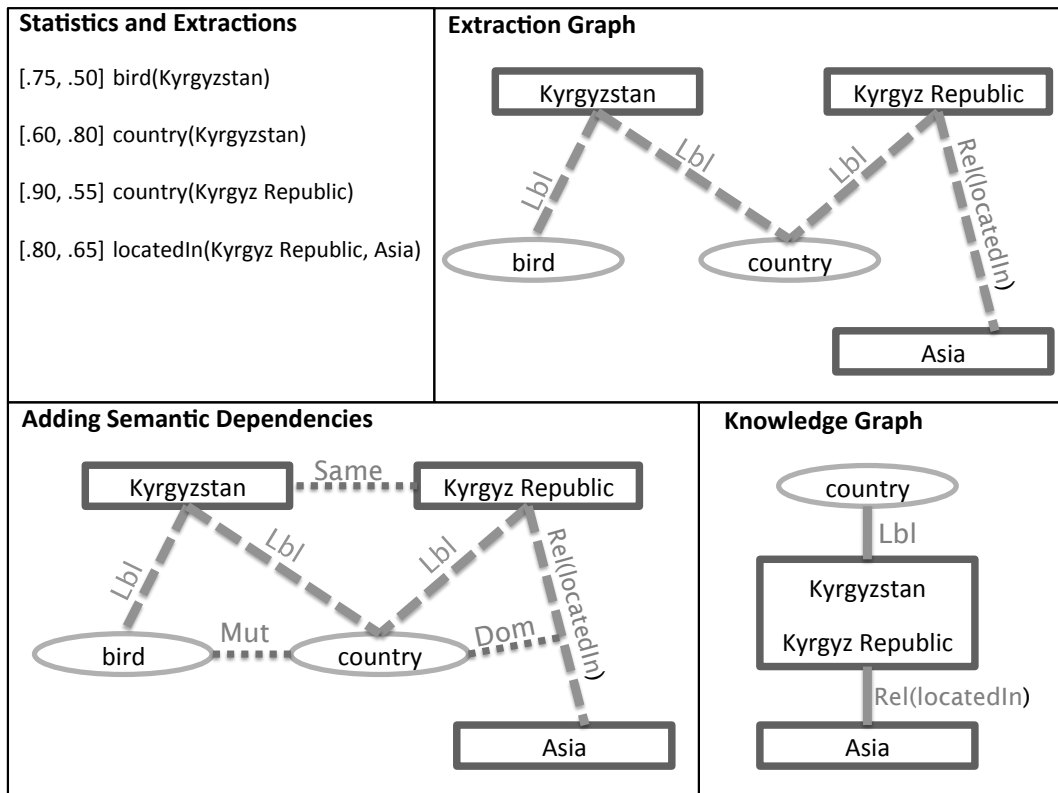 Statistics and Extractions
[.75, .50] bird(Kyrgyzstan)
[.60, .80] country(Kyrgyzstan)
[.90, .55] country(Kyrgyz Republic)
[.80, .65] locatedIn(Kyrgyz Republic, Asia)
Extraction Graph
Kyrgyzstan
Kyrgyz Republic
Lbl
Lbl
Lbl
Rel(locatedIn)
bird
country
Asia
Adding Semantic Dependencies
Same
Kyrgyzstan
Kyrgyz Republic
Lbl
Lbl
Lbl
Rel(locatedIn)
Mut
Dom
bird
country
Asia
Knowledge Graph
country
Lbl
Kyrgyzstan
Kyrgyz Republic
Rel(locatedIn)
Asia